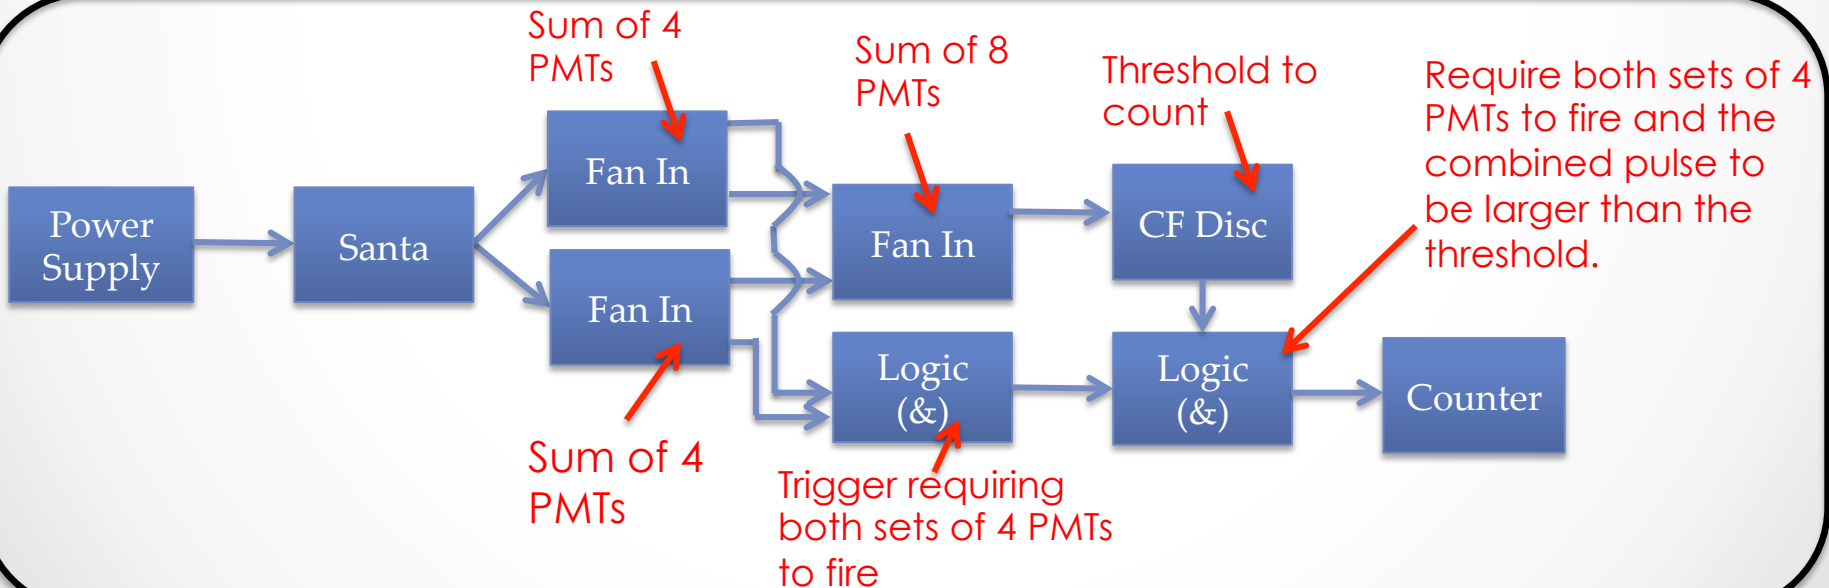 Sum of 4
PMTs
Sum of 8
PMTs
Threshold to
count
Require both sets of 4
PMTs to fire and the
combined pulse to
be larger than the
threshold.
Power
Supply
Santa
Fan In
Fan In
Fan In
CF Disc
Logic
(&)
Logic
(&)
Counter
Sum of 4
PMTs
Trigger requiring
both sets of 4 PMTs
to fire